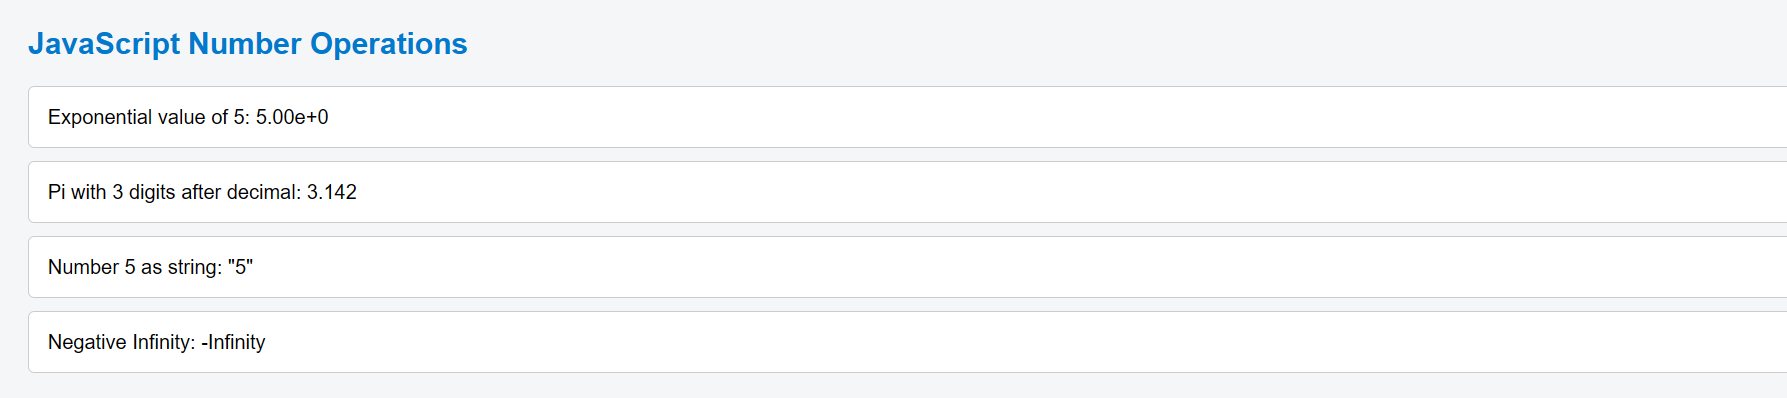 JavaScript Number Operations
Exponential value of 5: 5.00e+0
Pi with 3 digits after decimal: 3.142
Number 5 as string: "5"
Negative Infinity: -Infinity